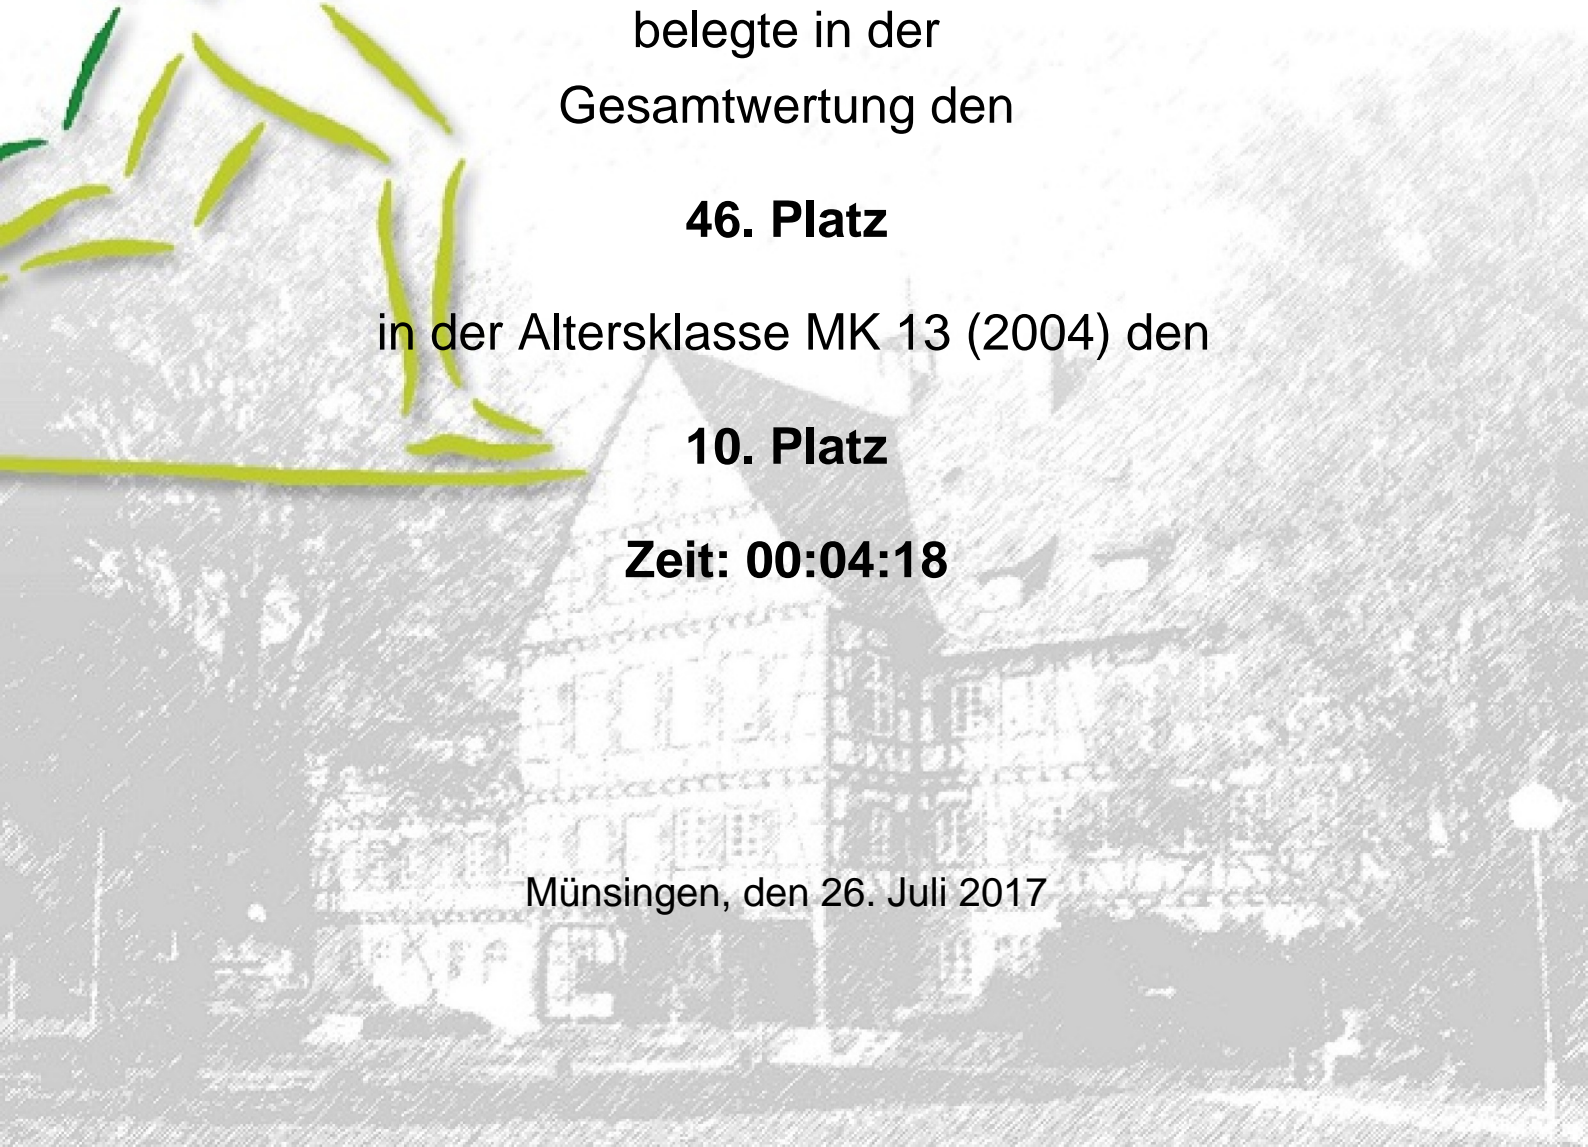 belegte in der
Gesamtwertung den
46. Platz
in der Altersklasse MK 13 (2004) den
10. Platz
Zeit: 00:04:18
Münsingen, den 26. Juli 2017